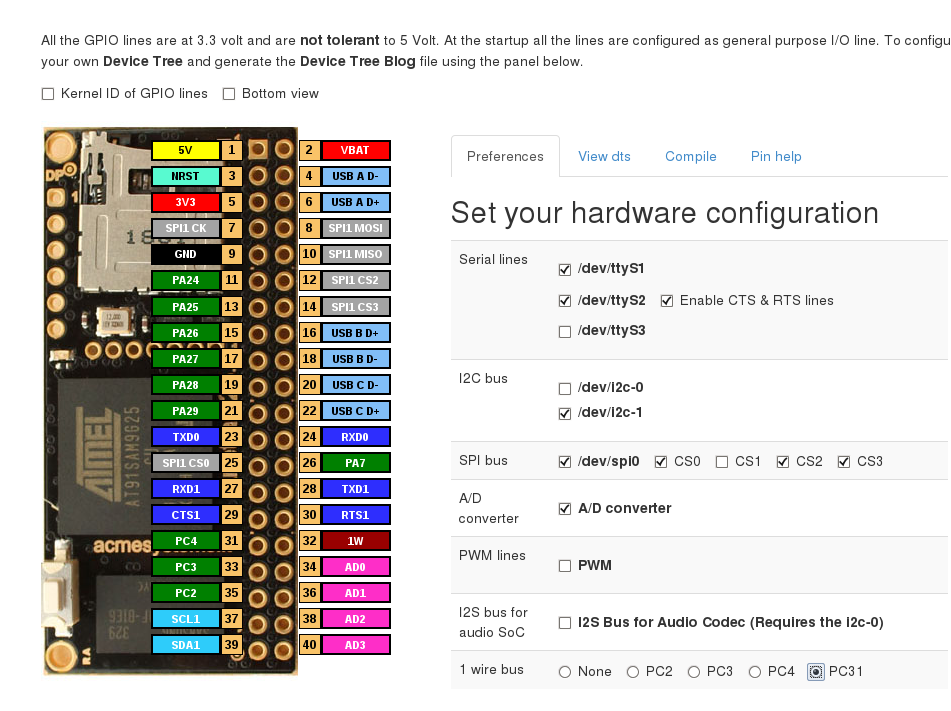 All the GPIO lines are at 3.3 volt and are not tolerant to 5 Volt. At the startup all the lines are configured as general purpose I/O line. To configu
your own Device Tree and generate the Device Tree Blog file using the panel below.
Kernel ID of GPIO lines Bottom view
5V 1 2 VBAT
NRST 3 4 USB A D-
3V3 5 6 USB A D+
SPI1 CK 7 8 SPI1 MOSI
GND 9 10 SPI1 MISO
PA24 11 12 SPI1 CS2
PA25 13 14 SPI1 CS3
PA26 15 16 USB B D+
PA27 17 18 USB B D-
PA28 19 20 USB C D-
PA29 21 22 USB C D+
TXD0 23 24 RXD0
SPI1 CS0 25 26 PA7
RXD1 27 28 TXD1
CTS1 29 30 RTS1
PC4 31 32 1W
PC3 33 34 AD0
PC2 35 36 AD1
SCL1 37 38 AD2
SDA1 39 40 AD3
ATMEL
AT91SAM9G25
acmesystems
RA
Preferences View dts Compile Pin help
Set your hardware configuration
Serial lines
/dev/ttyS1
/dev/ttyS2 Enable CTS & RTS lines
/dev/ttyS3
I2C bus
/dev/i2c-0
/dev/i2c-1
SPI bus /dev/spi0 CS0 CS1 CS2 CS3
A/D
converter
A/D converter
PWM lines
PWM
I2S bus for
audio SoC
I2S Bus for Audio Codec (Requires the i2c-0)
1 wire bus None PC2 PC3 PC4 PC31